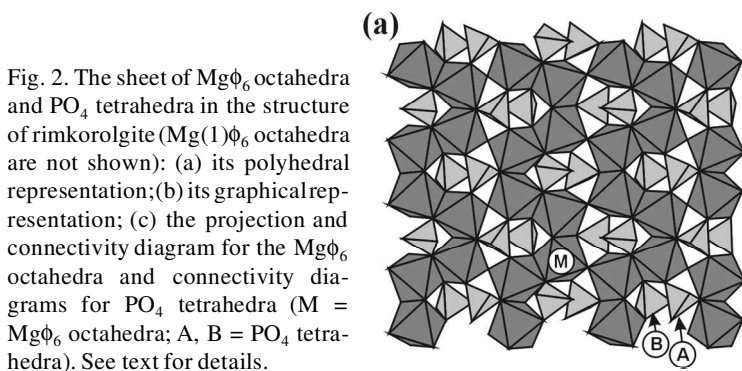 (a)
Fig. 2. The sheet of Mgϕ₆ octahedra
and PO₄ tetrahedra in the structure
of rimkorolgite (Mg(1)ϕ₆ octahedra
are not shown): (a) its polyhedral
representation;(b) its graphical rep-
resentation; (c) the projection and
connectivity diagram for the Mgϕ₆
octahedra and connectivity dia-
grams for PO₄ tetrahedra (M =
Mgϕ₆ octahedra; A, B = PO₄ tetra-
hedra). See text for details.
M
B
A